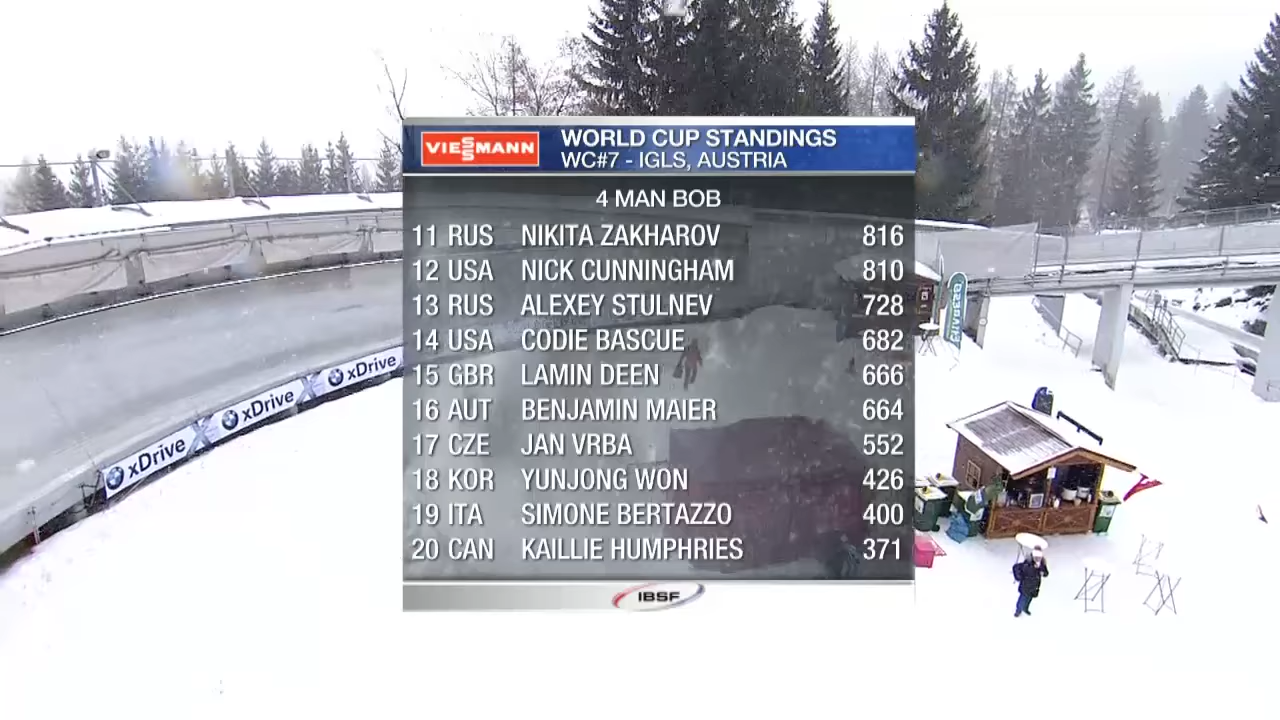 VIESSMANN
WORLD CUP STANDINGS
WC#7 - IGLS, AUSTRIA
4 MAN BOB
11 RUS NIKITA ZAKHAROV 816
12 USA NICK CUNNINGHAM 810
13 RUS ALEXEY STULNEV 728
14 USA CODIE BASCUE 682
15 GBR LAMIN DEEN 666
16 AUT BENJAMIN MAIER 664
17 CZE JAN VRBA 552
18 KOR YUNJONG WON 426
19 ITA SIMONE BERTAZZO 400
20 CAN KAILLIE HUMPHRIES 371
IBSF
xDrive
xDrive
xDrive